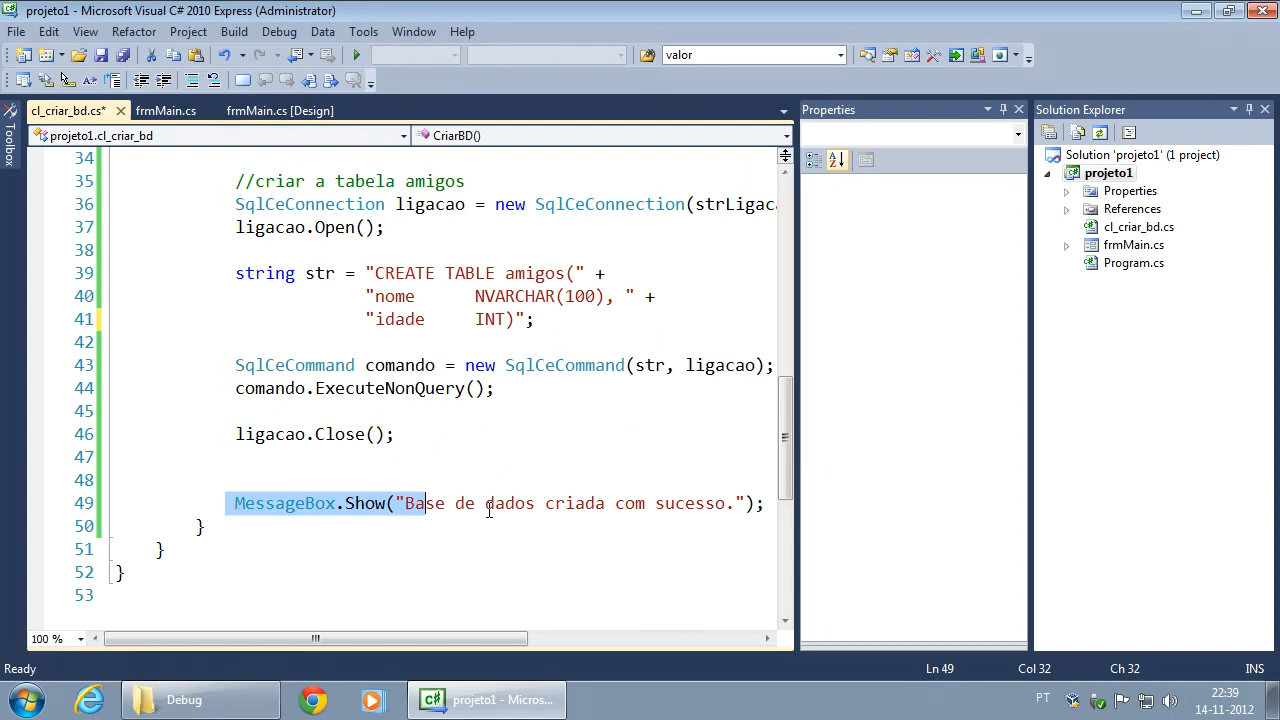 projeto1 - Microsoft Visual C# 2010 Express (Administrator)
File Edit View Refactor Project Build Debug Data Tools Window Help
valor
cl_criar_bd.cs* frmMain.cs frmMain.cs [Design]
Toolbox
projeto1.cl_criar_bd CriarBD()
34
35 //criar a tabela amigos
36 SqlCeConnection ligacao = new SqlCeConnection(strLigaca
37 ligacao.Open();
38
39 string str = "CREATE TABLE amigos(" +
40 "nome NVARCHAR(100), " +
41 "idade INT)";
42
43 SqlCeCommand comando = new SqlCeCommand(str, ligacao);
44 comando.ExecuteNonQuery();
45
46 ligacao.Close();
47
48
49 MessageBox.Show("Base de dados criada com sucesso.");
50 }
51 }
52 }
53
100 %
Properties
Solution Explorer
Solution 'projeto1' (1 project)
projeto1
Properties
References
cl_criar_bd.cs
frmMain.cs
Program.cs
Ready Ln 49 Col 32 Ch 32 INS
Debug projeto1 - Micros... PT 22:39
14-11-2012